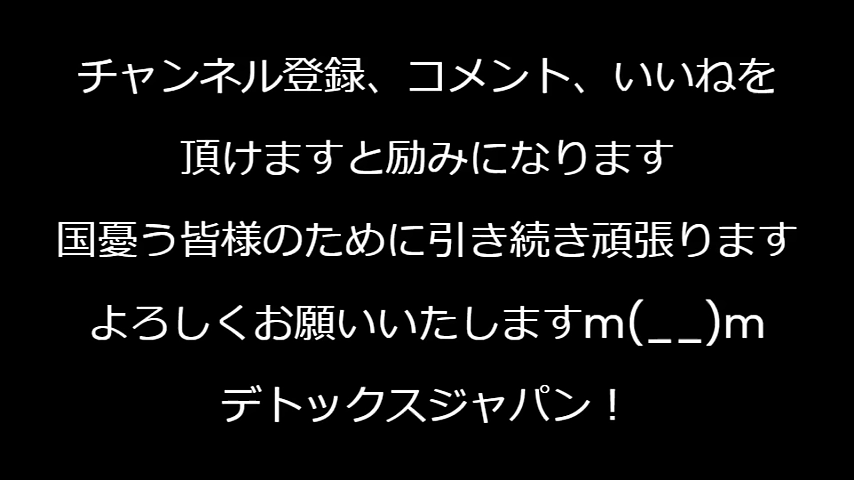 チャンネル登録、コメント、いいねを
頂けますと励みになります
国憂う皆様のために引き続き頑張ります
よろしくお願いいたしますm(__)m
デトックスジャパン！